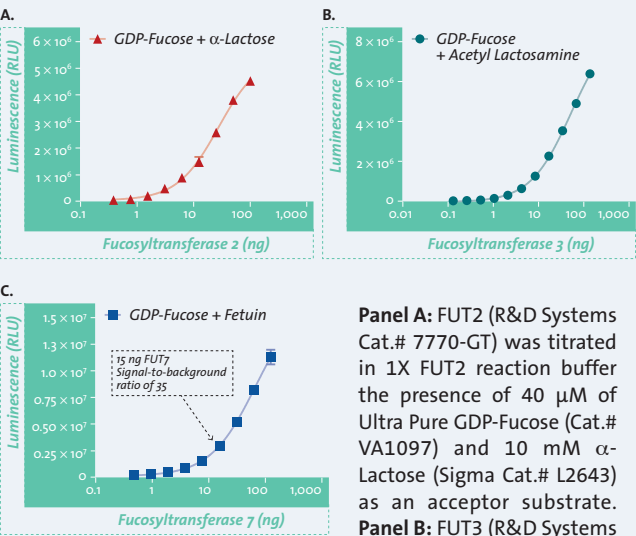 A.
Luminescence (RLU)
6 × 10⁶
5 × 10⁶
4 × 10⁶
3 × 10⁶
2 × 10⁶
1 × 10⁶
0
GDP-Fucose + α-Lactose
0.1
1
10
100
1,000
Fucosyltransferase 2 (ng)
B.
Luminescence (RLU)
8 × 10⁶
6 × 10⁶
4 × 10⁶
2 × 10⁶
0
GDP-Fucose
+ Acetyl Lactosamine
0.01
0.1
1
10
100
1,000
Fucosyltransferase 3 (ng)
C.
Luminescence (RLU)
1.5 × 10⁷
1.3 × 10⁷
1.0 × 10⁷
0.75 × 10⁷
0.50 × 10⁷
0.25 × 10⁷
0
GDP-Fucose + Fetuin
15 ng FUT7
Signal-to-background
ratio of 35
0.1
1
10
100
1,000
Fucosyltransferase 7 (ng)
Panel A: FUT2 (R&D Systems
Cat.# 7770-GT) was titrated
in 1X FUT2 reaction buffer
the presence of 40 µM of
Ultra Pure GDP-Fucose (Cat.#
VA1097) and 10 mM α-
Lactose (Sigma Cat.# L2643)
as an acceptor substrate.
Panel B: FUT3 (R&D Systems